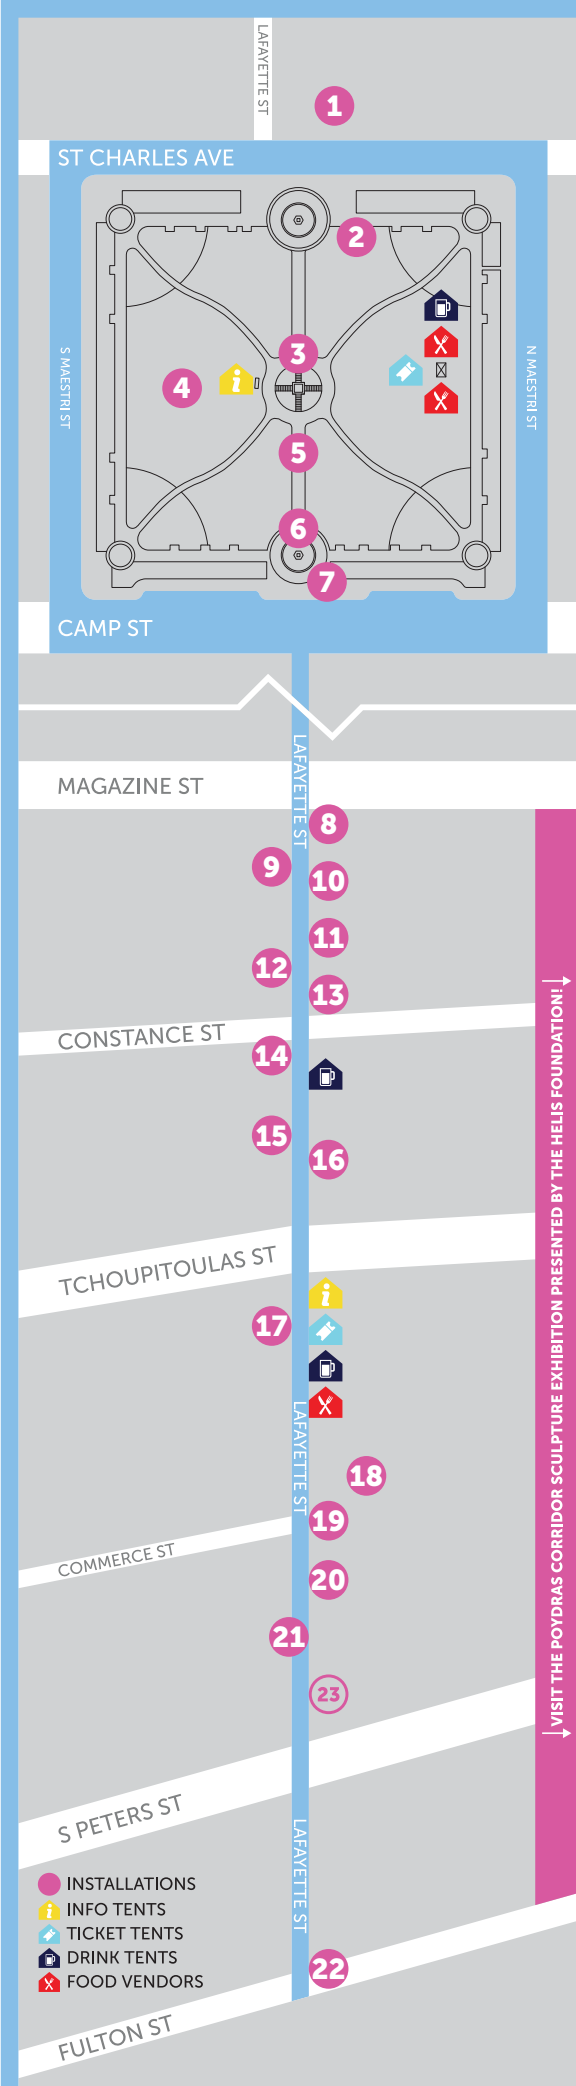 LAFAYETTE ST
1
ST CHARLES AVE
2
3
4
i
5
6
7
S MAESTRI ST
N MAESTRI ST
CAMP ST
LAFAYETTE ST
MAGAZINE ST
8
9
10
11
12
13
CONSTANCE ST
14
15
16
TCHOUPITOULAS ST
i
17
LAFAYETTE ST
18
19
COMMERCE ST
20
21
23
VISIT THE POYDRAS CORRIDOR SCULPTURE EXHIBITION PRESENTED BY THE HELIS FOUNDATION!
S PETERS ST
LAFAYETTE ST
INSTALLATIONS
i INFO TENTS
TICKET TENTS
DRINK TENTS
FOOD VENDORS
22
FULTON ST